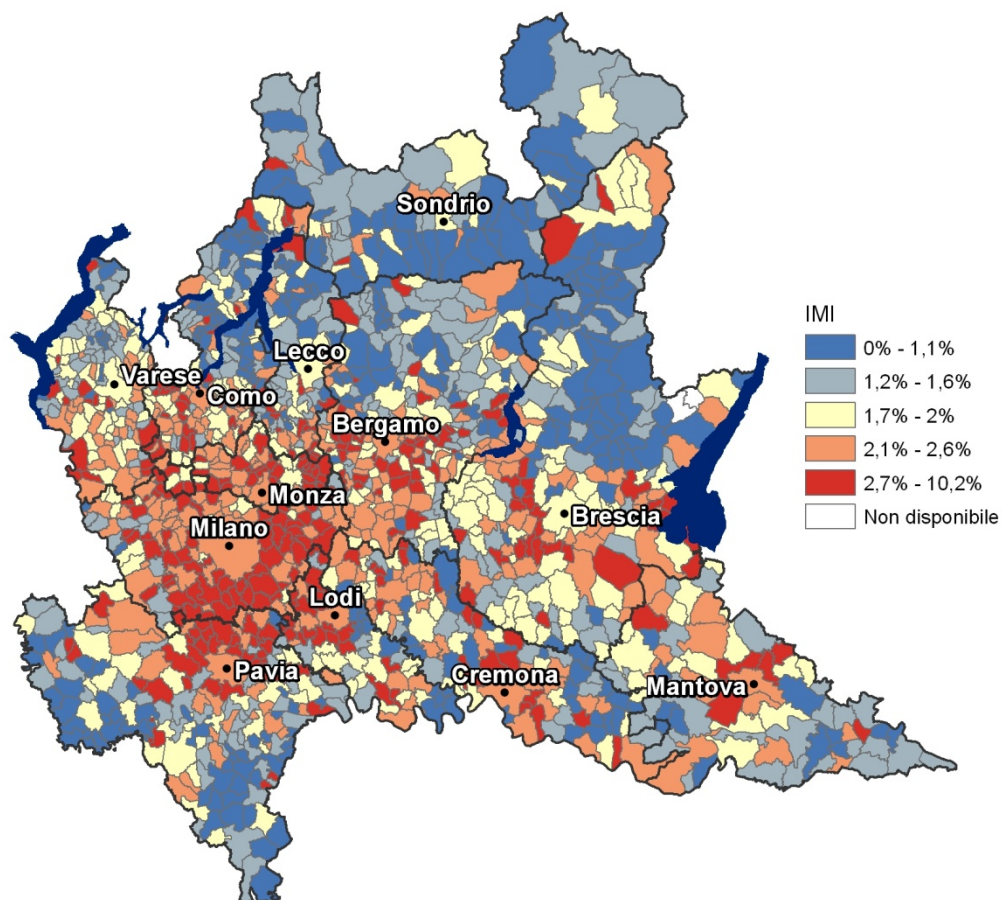 Sondrio
IMI
0% - 1,1%
1,2% - 1,6%
1,7% - 2%
2,1% - 2,6%
2,7% - 10,2%
Non disponibile
Lecco
Varese
Como
Bergamo
Monza
Milano
Brescia
Lodi
Pavia
Cremona
Mantova